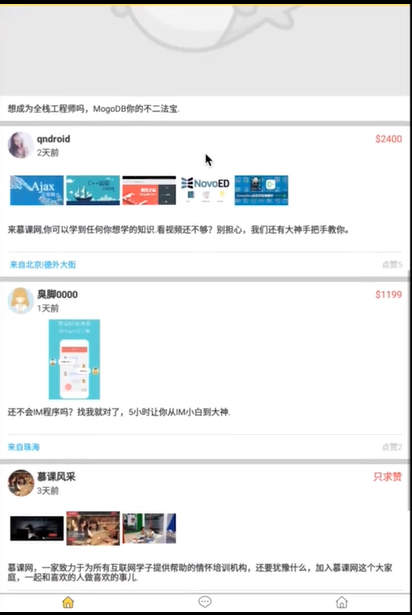 想成为全栈工程师吗，MogoDB你的不二法宝.
qndroid
$2400
2天前
Ajax
NovoED
来慕课网,你可以学到任何你想学的知识.看视频还不够？别担心，我们还有大神手把手教你。
来自北京|德外大街
点赞5
臭脚0000
$1199
1天前
还不会IM程序吗？找我就对了，5小时让你从IM小白到大神.
来自珠海
点赞2
慕课风采
只求赞
3天前
慕课网，一家致力于为所有互联网学子提供帮助的情怀培训机构，还要犹豫什么，加入慕课网这个大家
庭，一起和喜欢的人做喜欢的事儿.